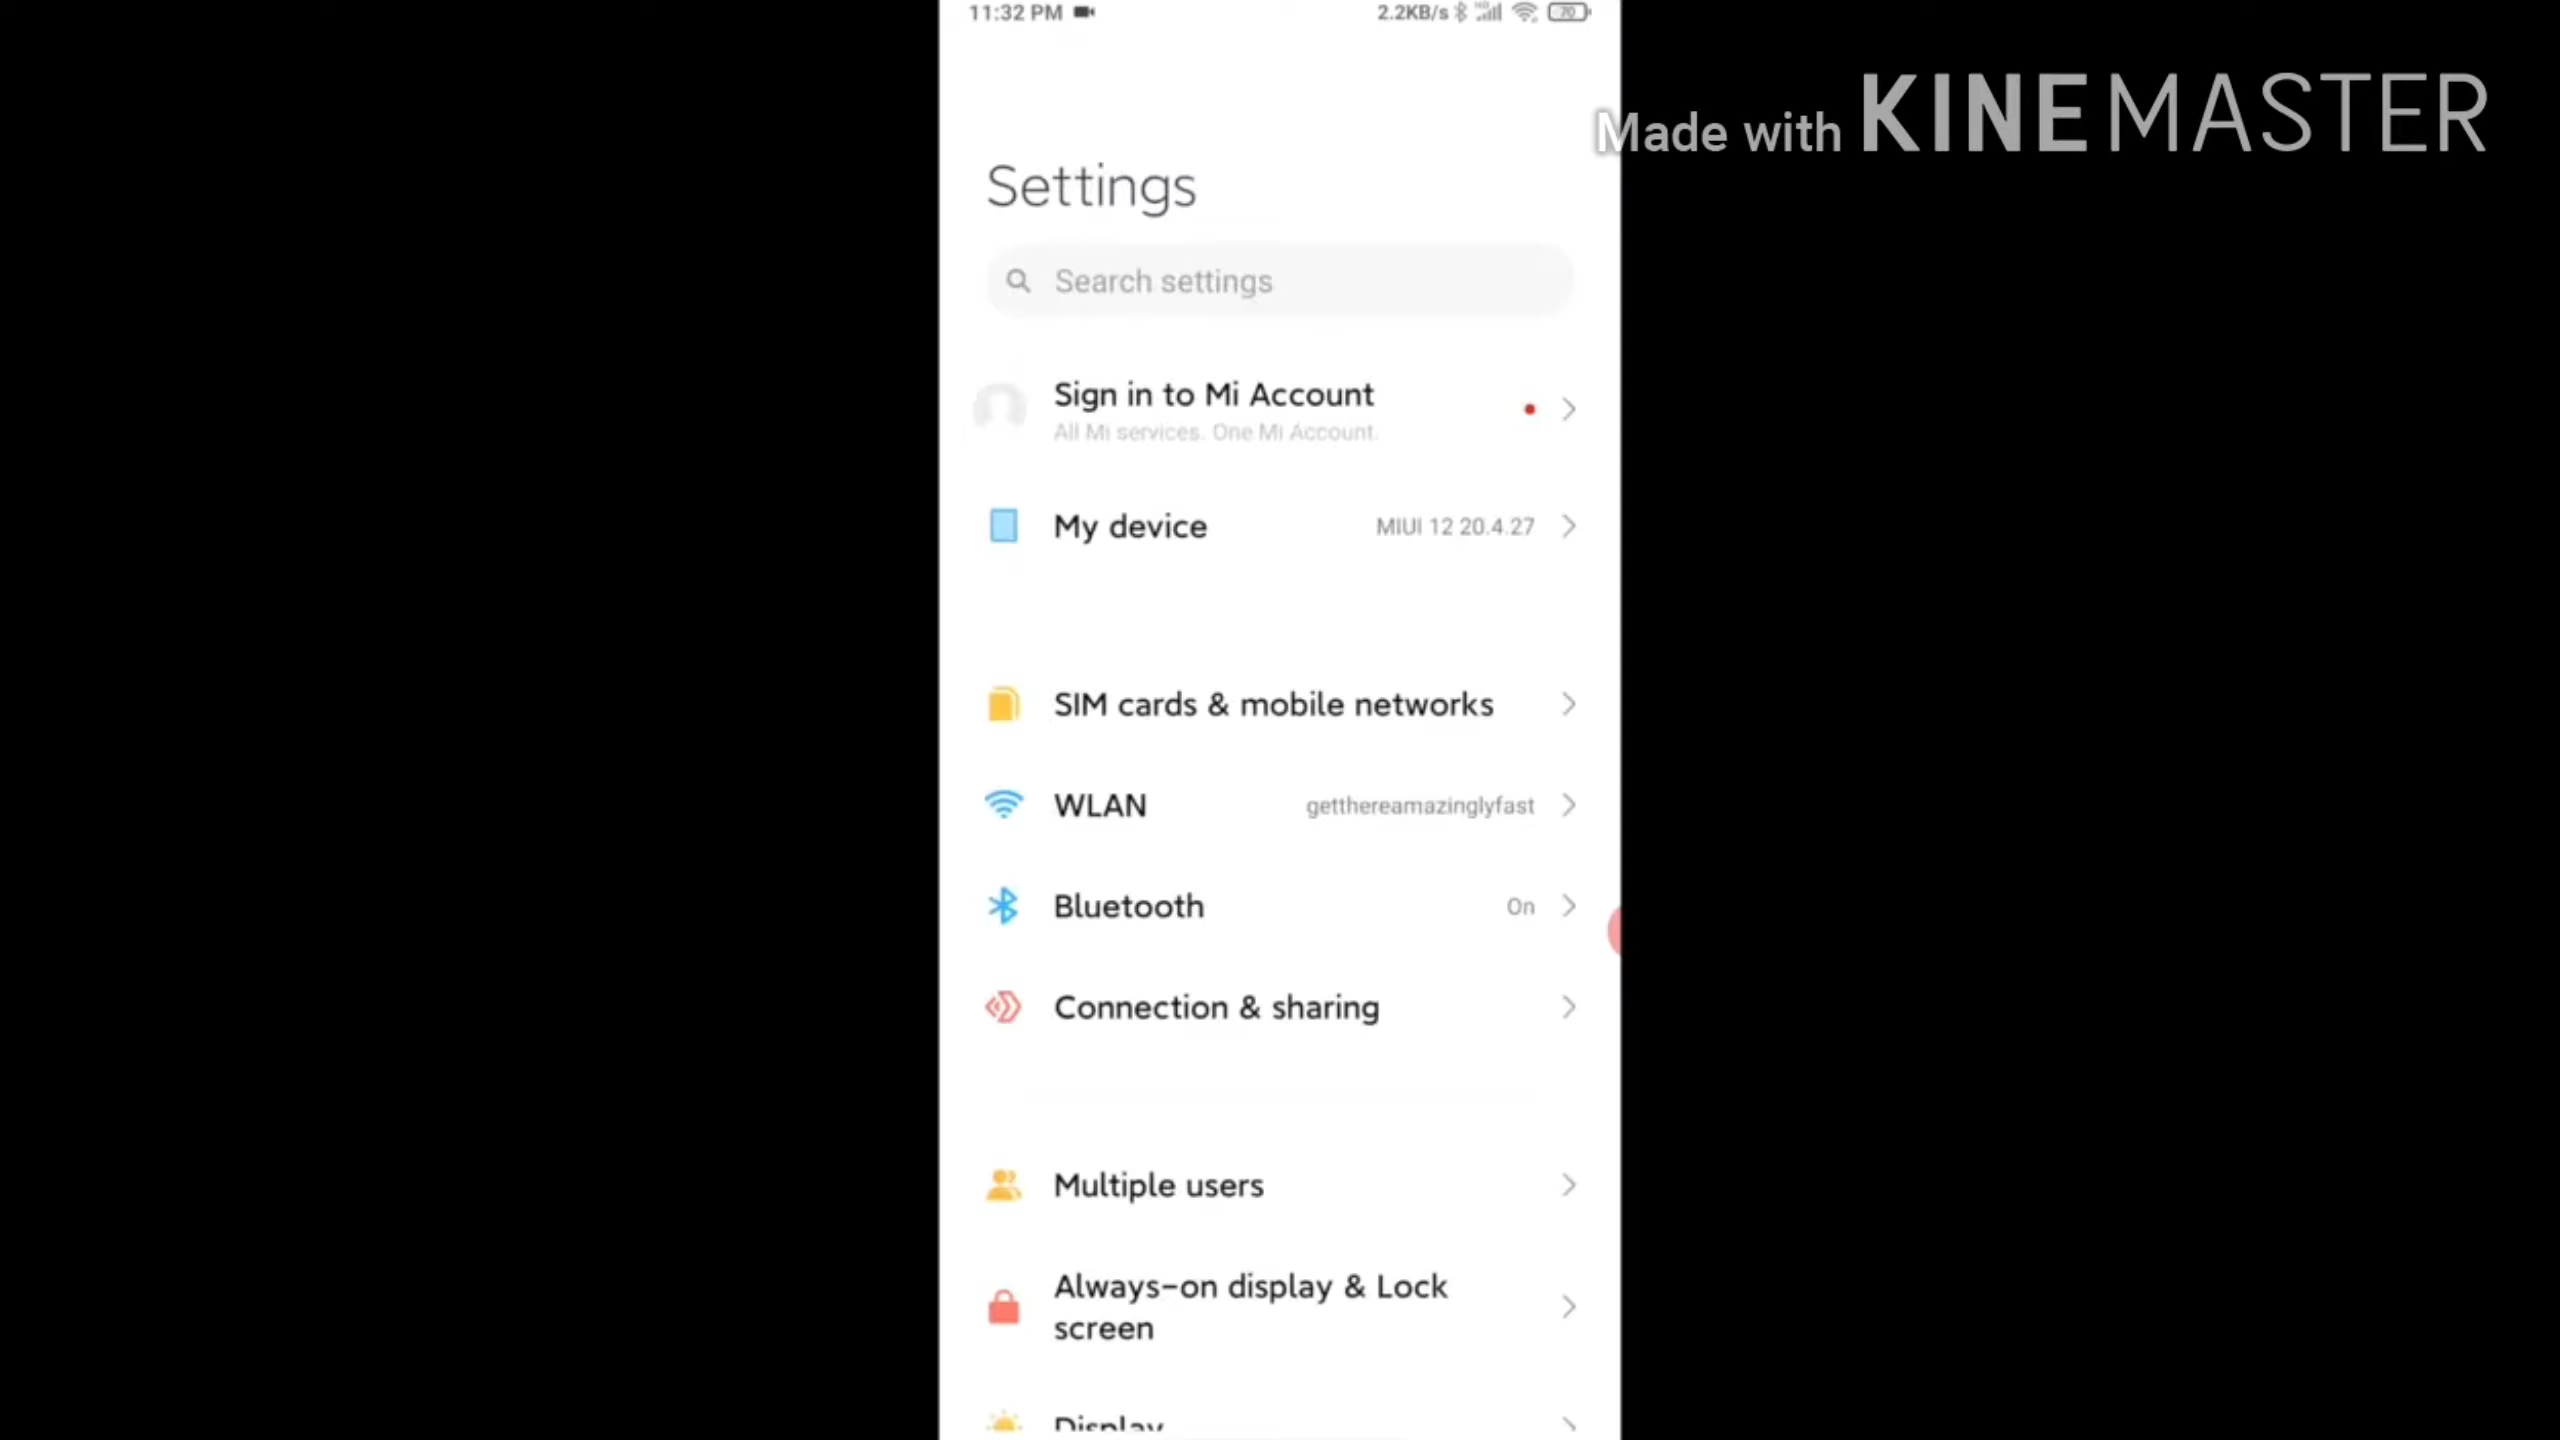 11:32 PM
2.2KB/s
70
Made with KINEMASTER
Settings
Search settings
Sign in to Mi Account
All Mi services. One Mi Account.
My device
MIUI 12 20.4.27
SIM cards & mobile networks
WLAN
getthereamazinglyfast
Bluetooth
On
Connection & sharing
Multiple users
Always-on display & Lock
screen
Display